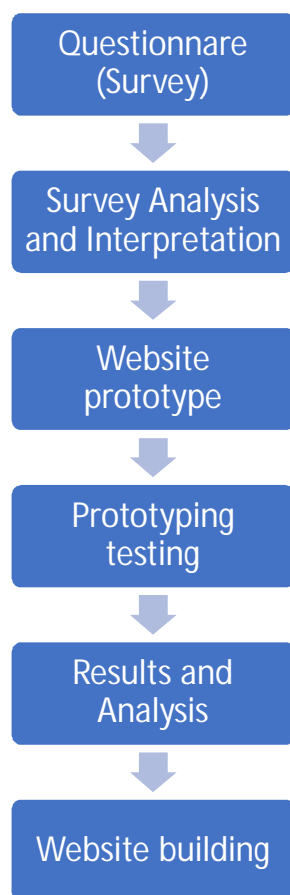 Questionnare
(Survey)
Survey Analysis
and Interpretation
Website
prototype
Prototyping
testing
Results and
Analysis
Website building